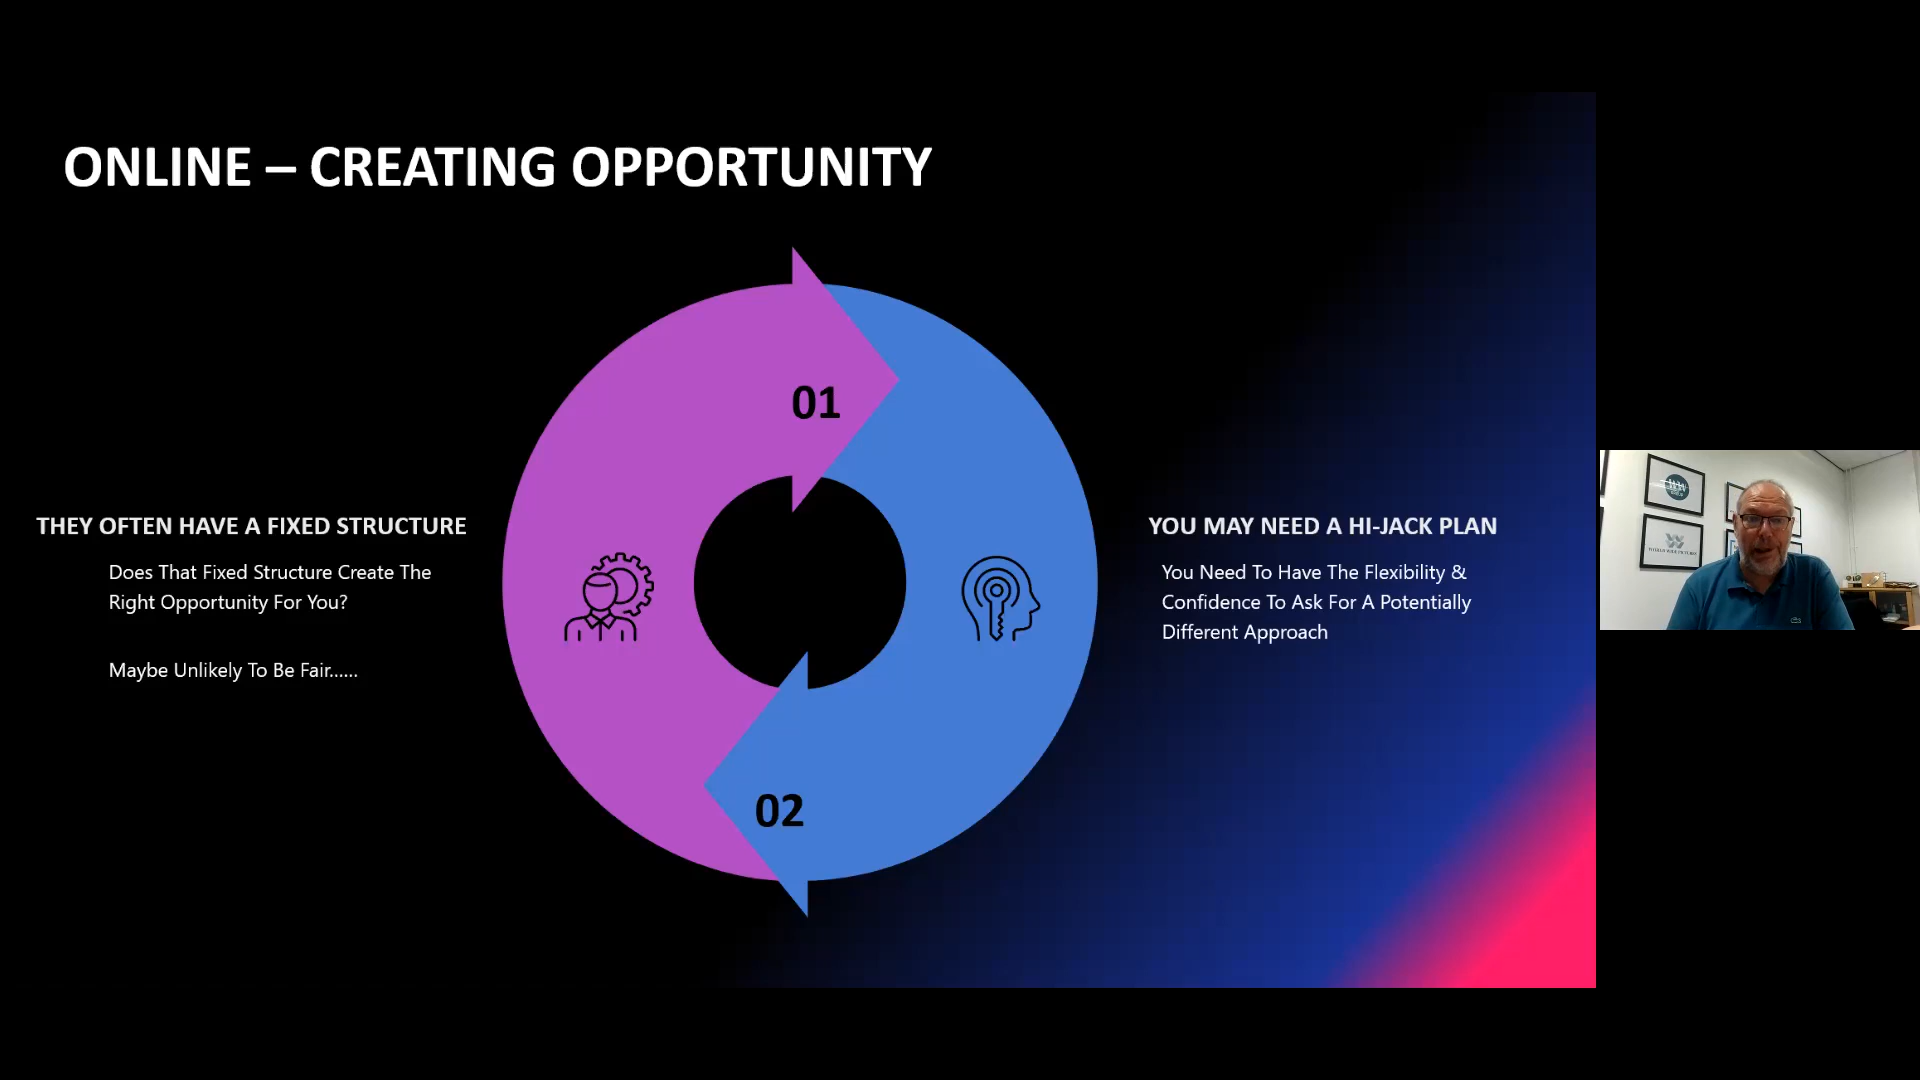 ONLINE – CREATING OPPORTUNITY
01
THEY OFTEN HAVE A FIXED STRUCTURE
Does That Fixed Structure Create The
Right Opportunity For You?
Maybe Unlikely To Be Fair......
YOU MAY NEED A HI-JACK PLAN
You Need To Have The Flexibility &
Confidence To Ask For A Potentially
Different Approach
02